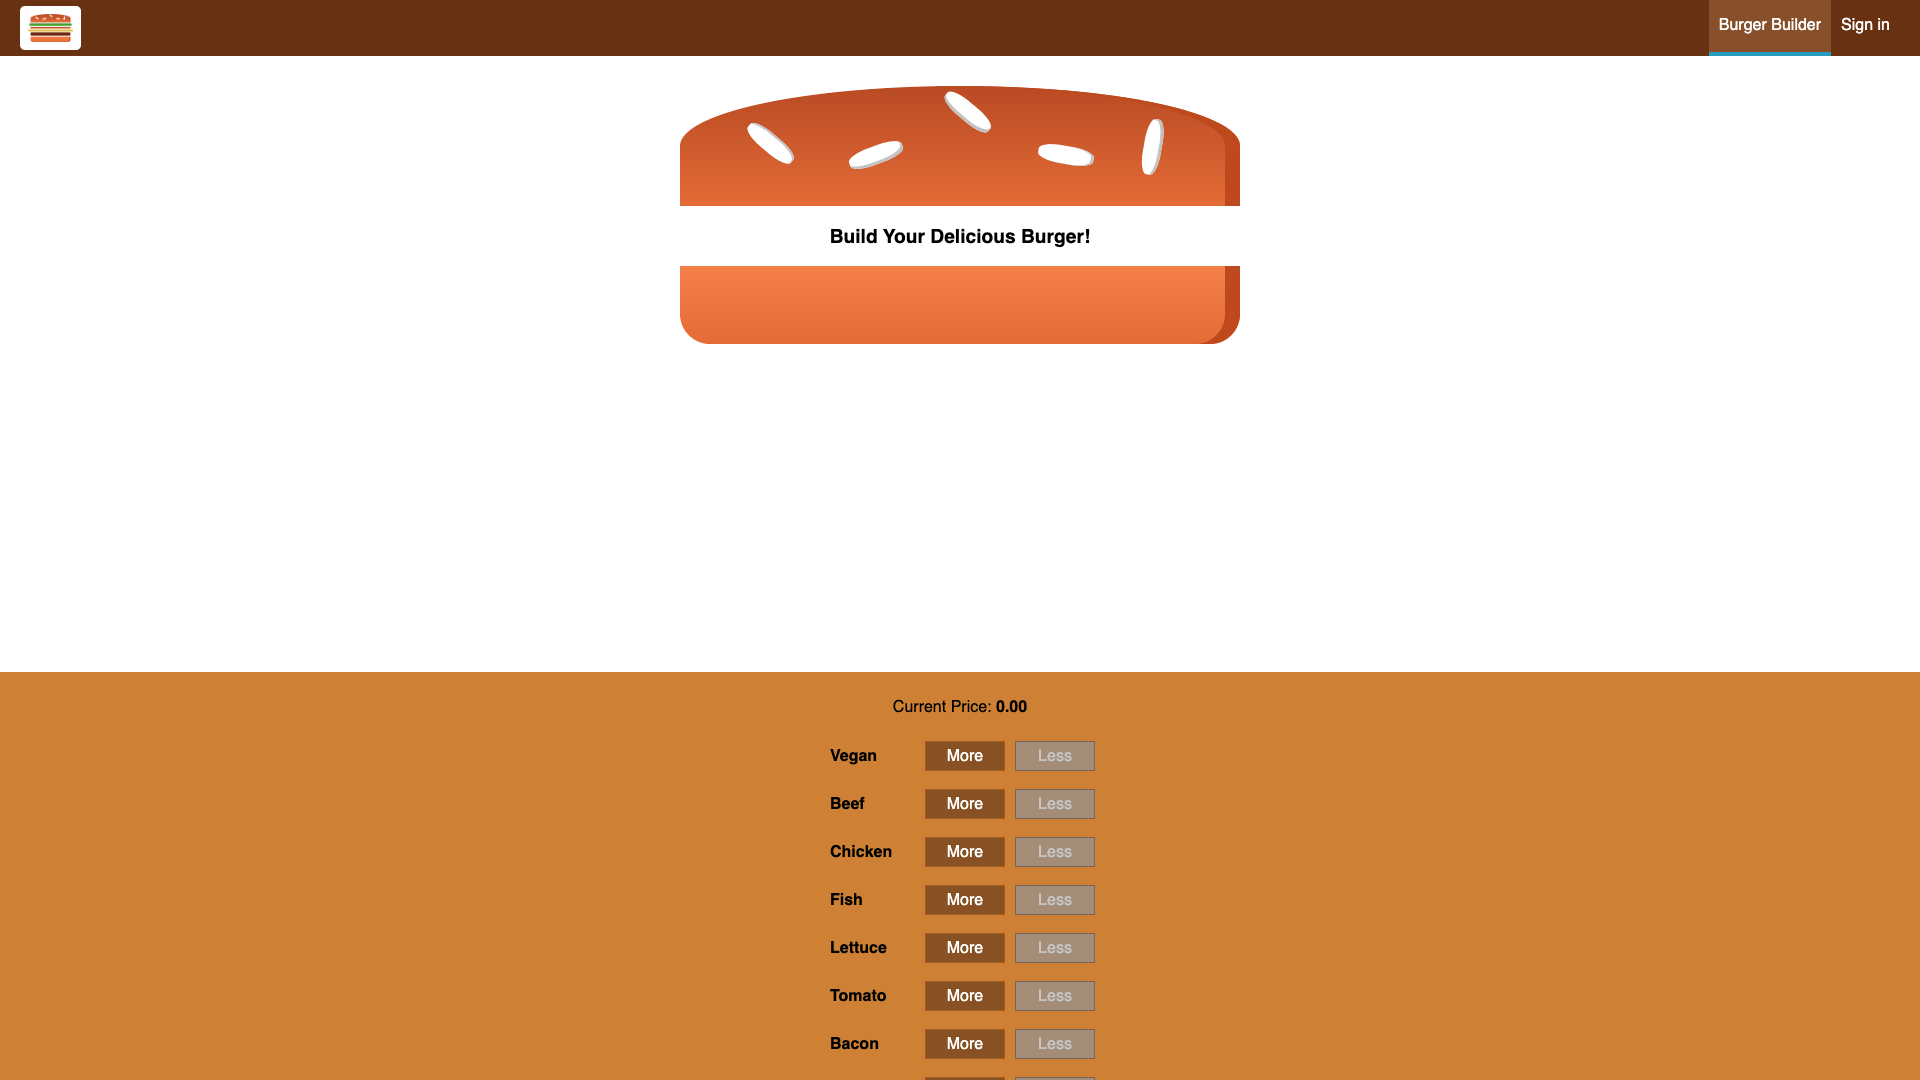 Burger Builder Sign in
Build Your Delicious Burger!
Current Price: 0.00
Vegan More Less
Beef More Less
Chicken More Less
Fish More Less
Lettuce More Less
Tomato More Less
Bacon More Less